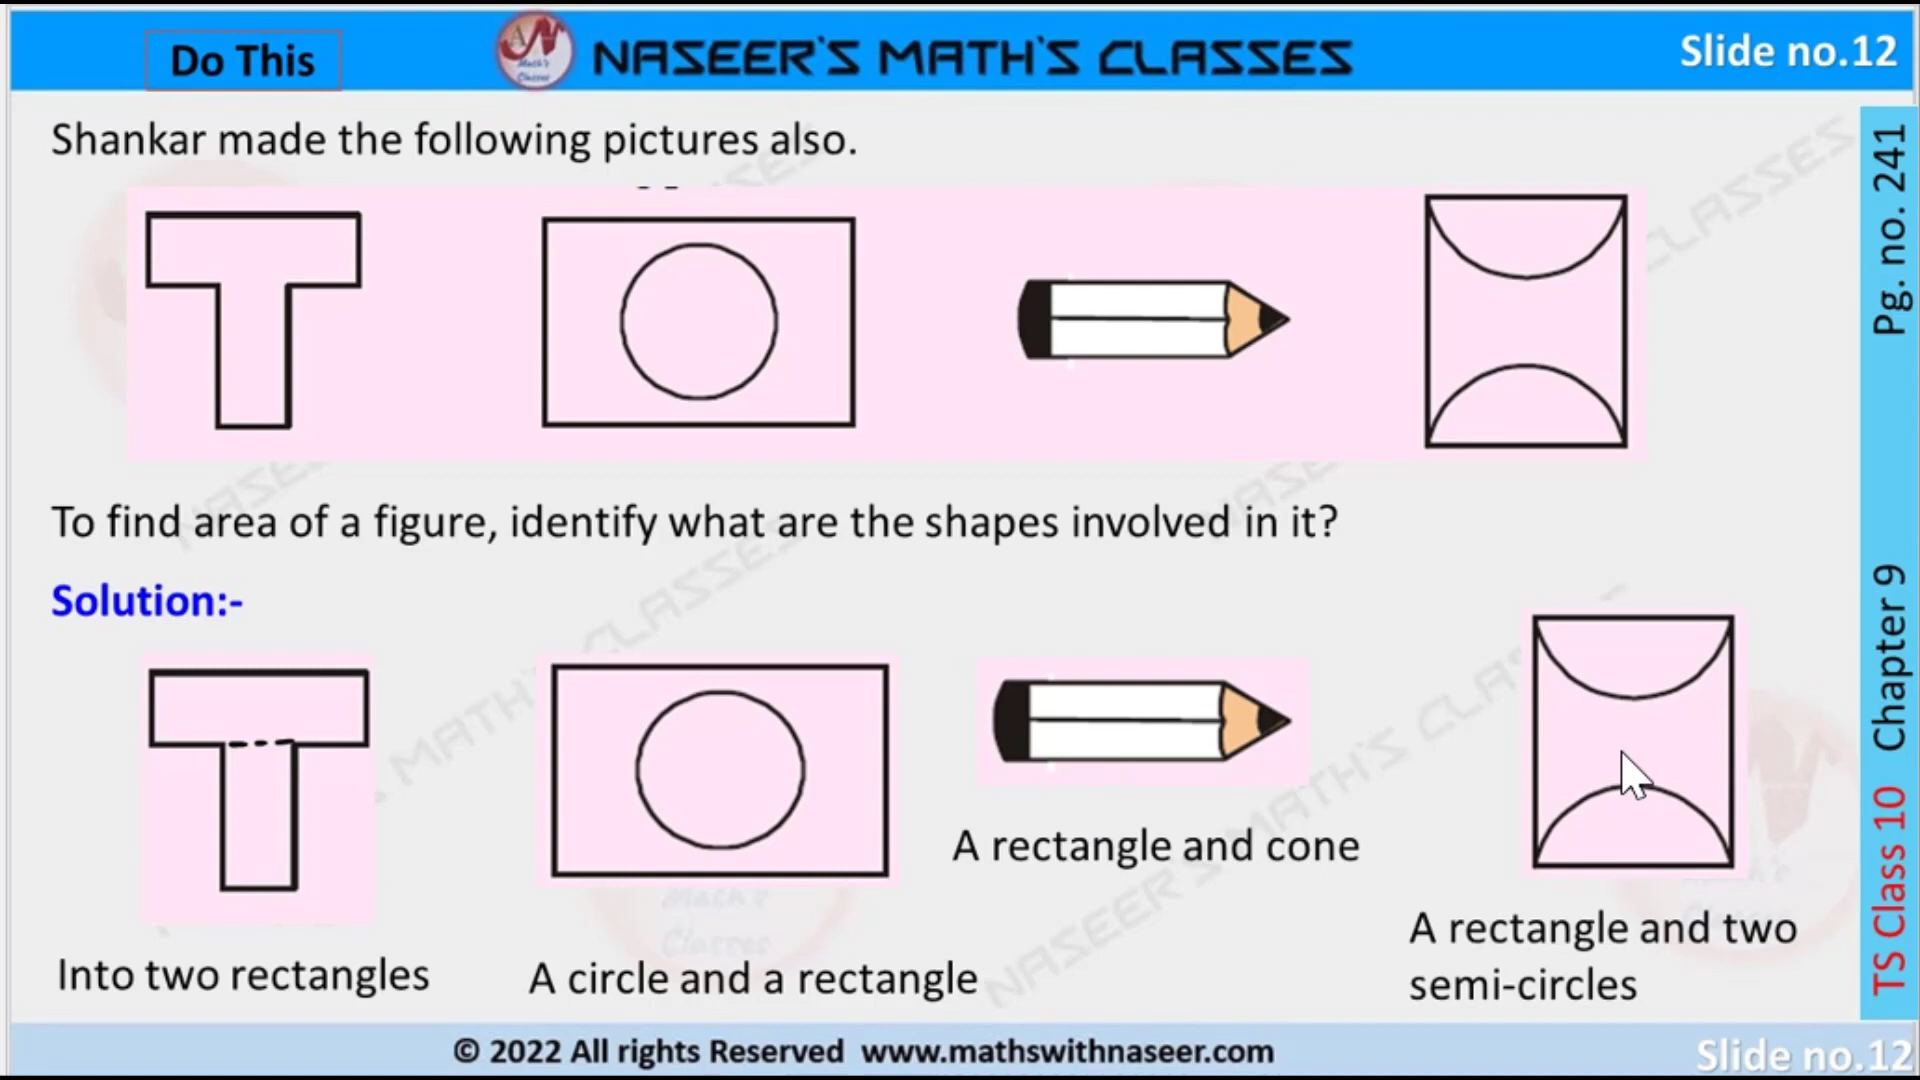 Do This
AN
Math's
Classes
NASEER'S MATH'S CLASSES
Slide no.12
Shankar made the following pictures also.
Pg. no. 241
To find area of a figure, identify what are the shapes involved in it?
Solution:-
Chapter 9
TS Class 10
A rectangle and cone
Into two rectangles
A circle and a rectangle
A rectangle and two
semi-circles
© 2022 All rights Reserved www.mathswithnaseer.com
Slide no.12